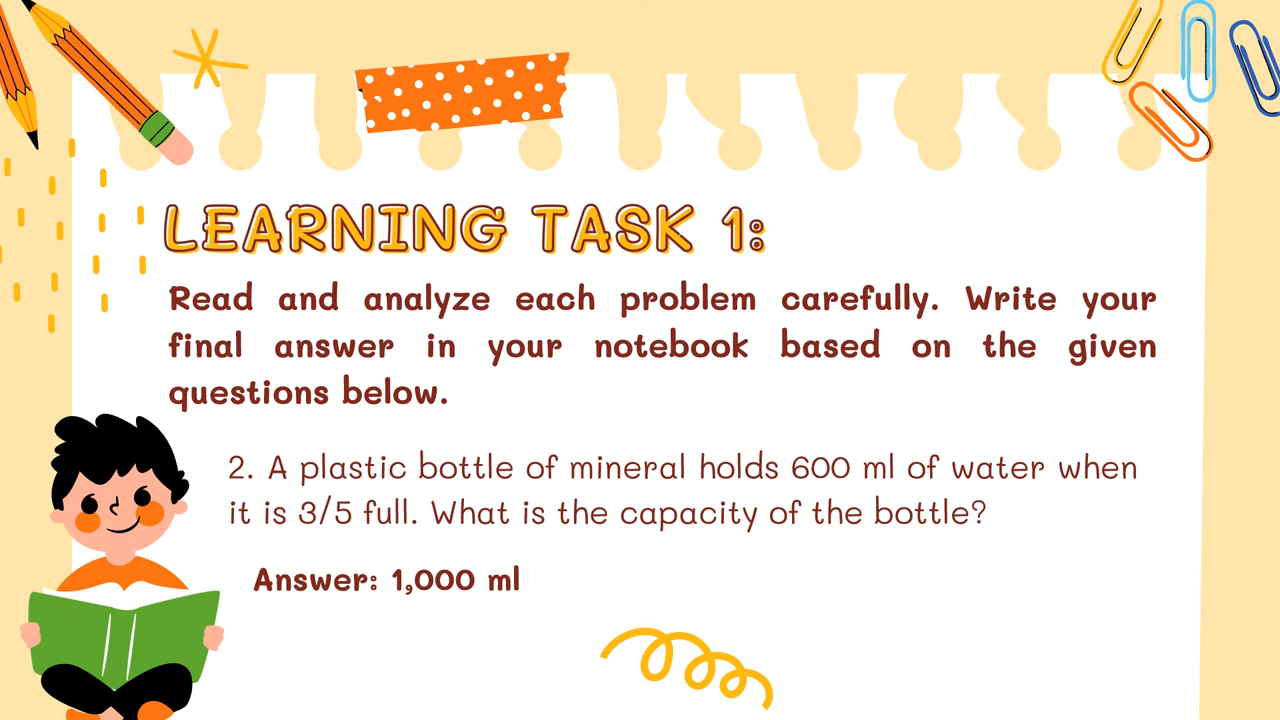 LEARNING TASK 1:
Read and analyze each problem carefully. Write your
final answer in your notebook based on the given
questions below.
2. A plastic bottle of mineral holds 600 ml of water when
it is 3/5 full. What is the capacity of the bottle?
Answer: 1,000 ml